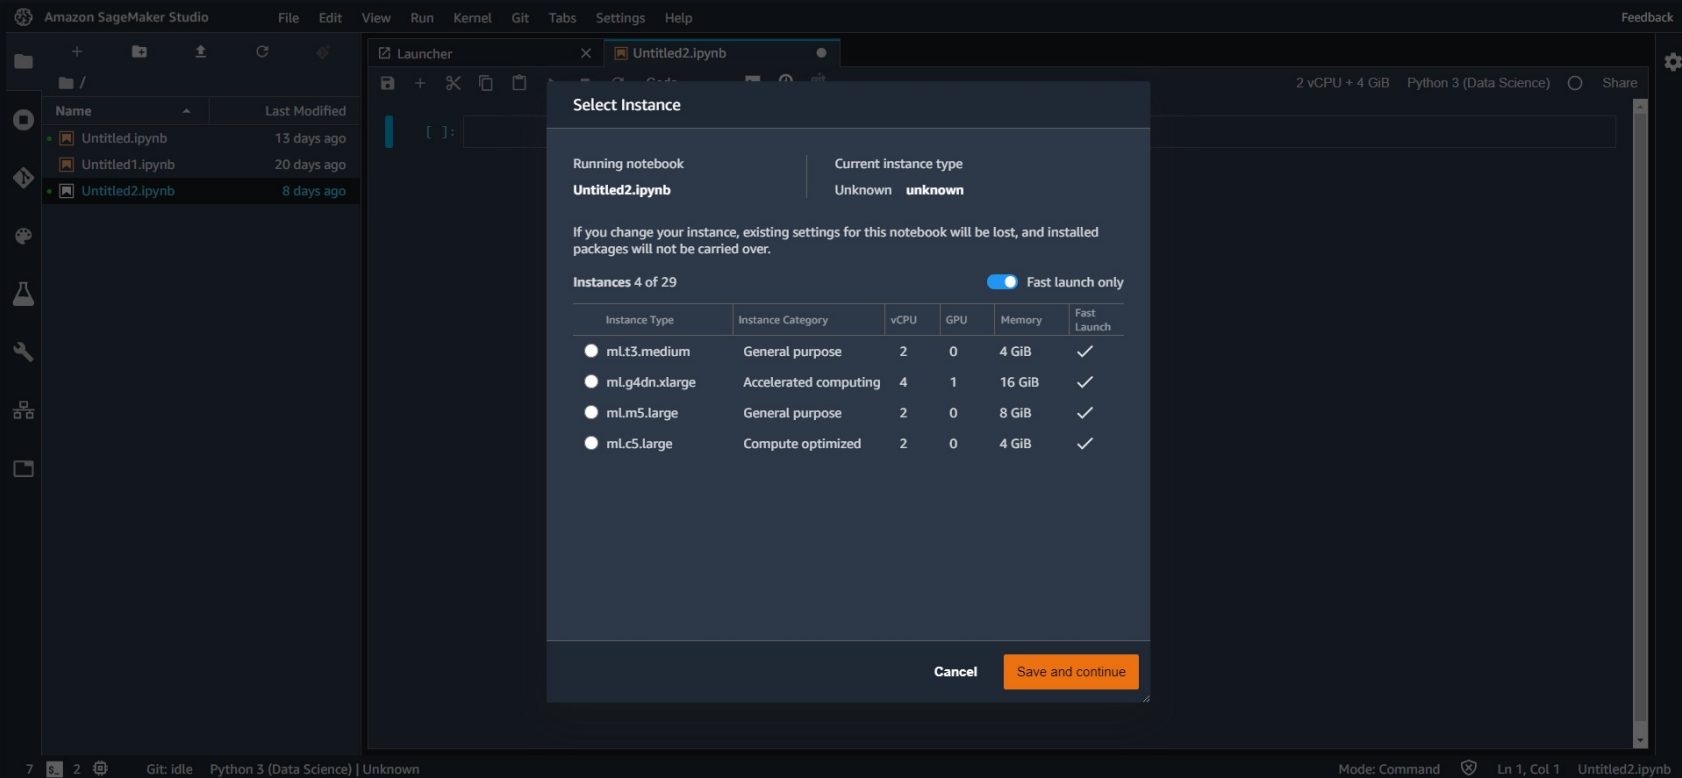 Amazon SageMaker Studio File Edit View Run Kernel Git Tabs Settings Help Feedback
Launcher Untitled2.ipynb
/
2 vCPU + 4 GiB Python 3 (Data Science) Share
Name Last Modified
Untitled.ipynb 13 days ago
Untitled1.ipynb 20 days ago
Untitled2.ipynb 8 days ago
[ ]:
Select Instance
Running notebook Current instance type
Untitled2.ipynb Unknown unknown
If you change your instance, existing settings for this notebook will be lost, and installed
packages will not be carried over.
Instances 4 of 29 Fast launch only
Instance Type Instance Category vCPU GPU Memory Fast Launch
ml.t3.medium General purpose 2 0 4 GiB
ml.g4dn.xlarge Accelerated computing 4 1 16 GiB
ml.m5.large General purpose 2 0 8 GiB
ml.c5.large Compute optimized 2 0 4 GiB
Cancel Save and continue
7 2 Git: idle Python 3 (Data Science) | Unknown Mode: Command Ln 1, Col 1 Untitled2.ipynb